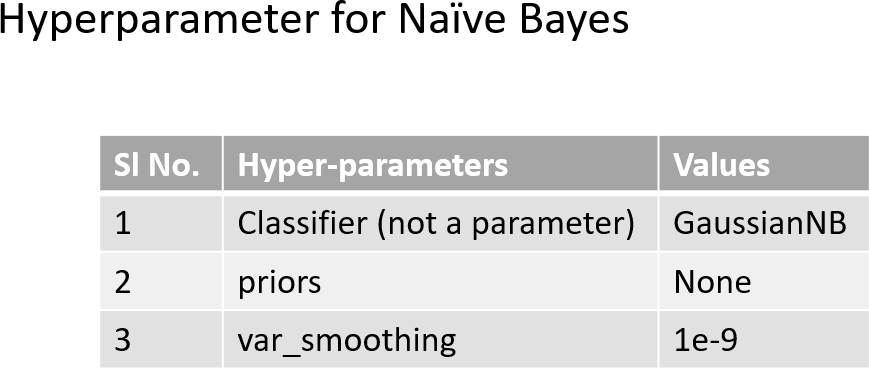 Hyperparameter for Naïve Bayes
Sl No. Hyper-parameters Values
1 Classifier (not a parameter) GaussianNB
2 priors None
3 var_smoothing 1e-9